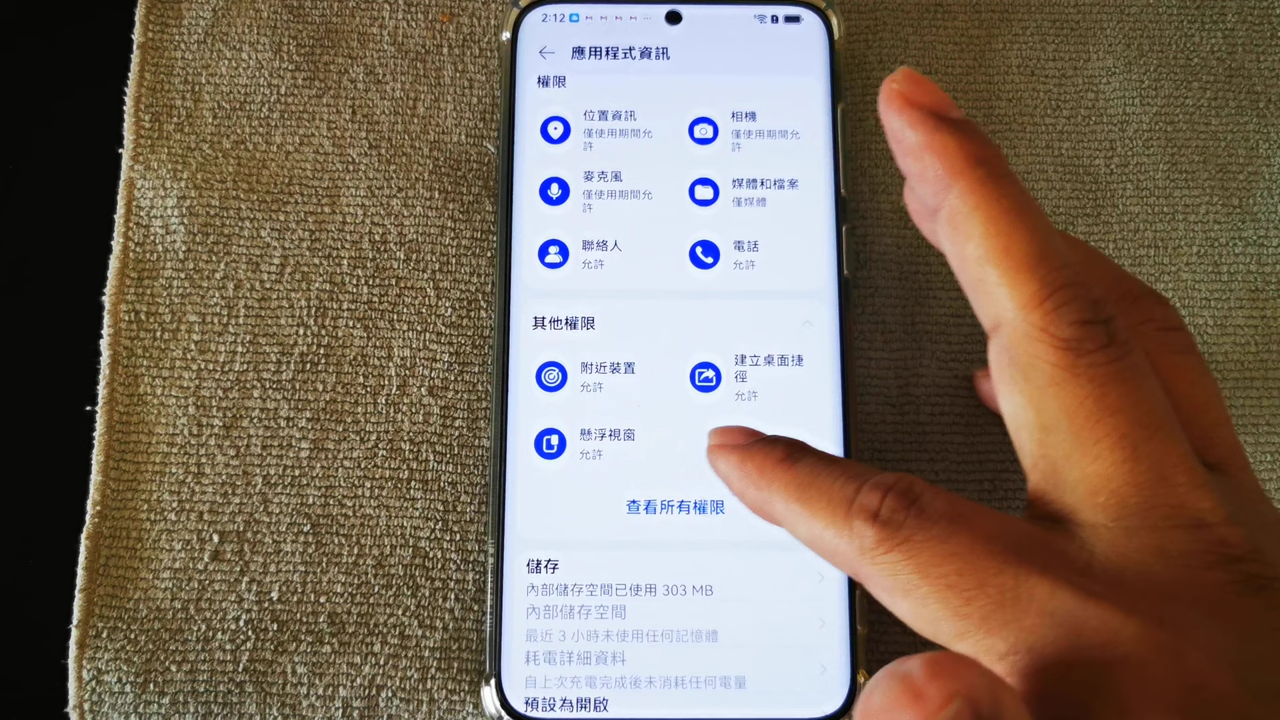 2:12
應用程式資訊
權限
位置資訊
僅使用期間允
許
相機
僅使用期間允
許
麥克風
僅使用期間允
許
媒體和檔案
僅媒體
聯絡人
允許
電話
允許
其他權限
附近裝置
允許
建立桌面捷
徑
允許
懸浮視窗
允許
查看所有權限
儲存
內部儲存空間已使用 303 MB
內部儲存空間
最近 3 小時未使用任何記憶體
耗電詳細資料
自上次充電完成後未消耗任何電量
預設為開啟